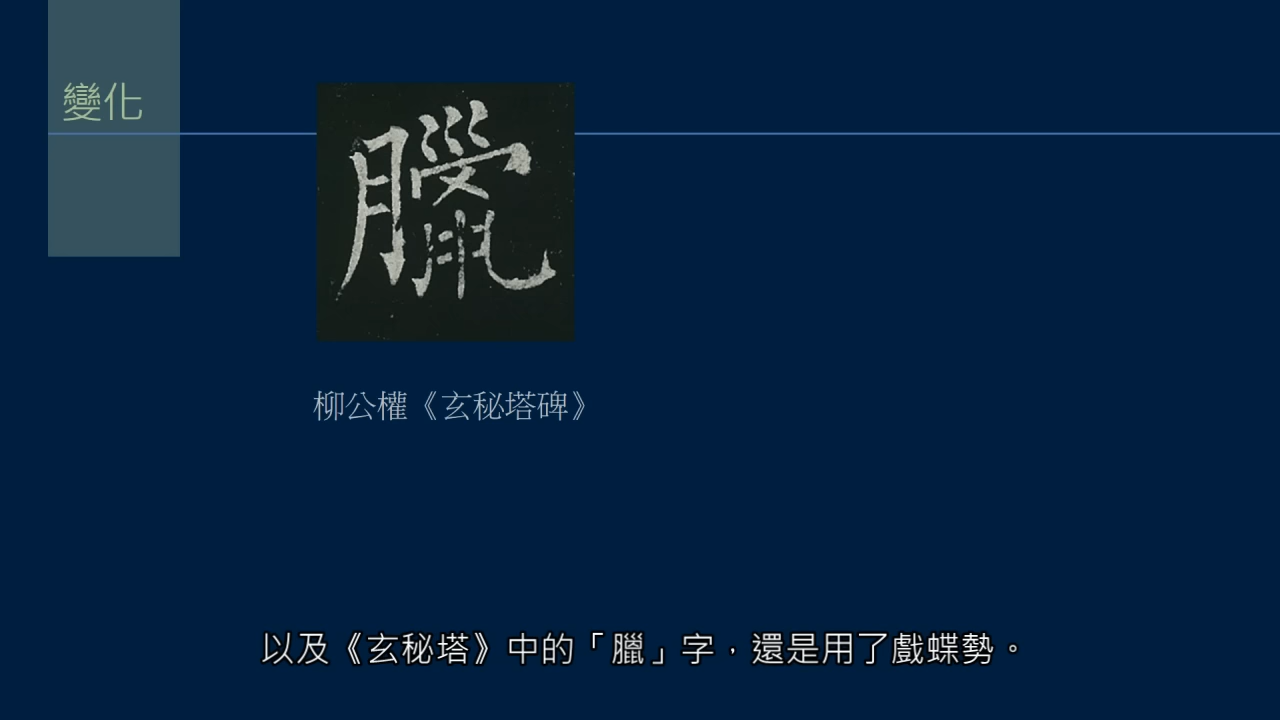 變化
臘
柳公權《玄秘塔碑》
以及《玄秘塔》中的「臘」字，還是用了戲蝶勢。